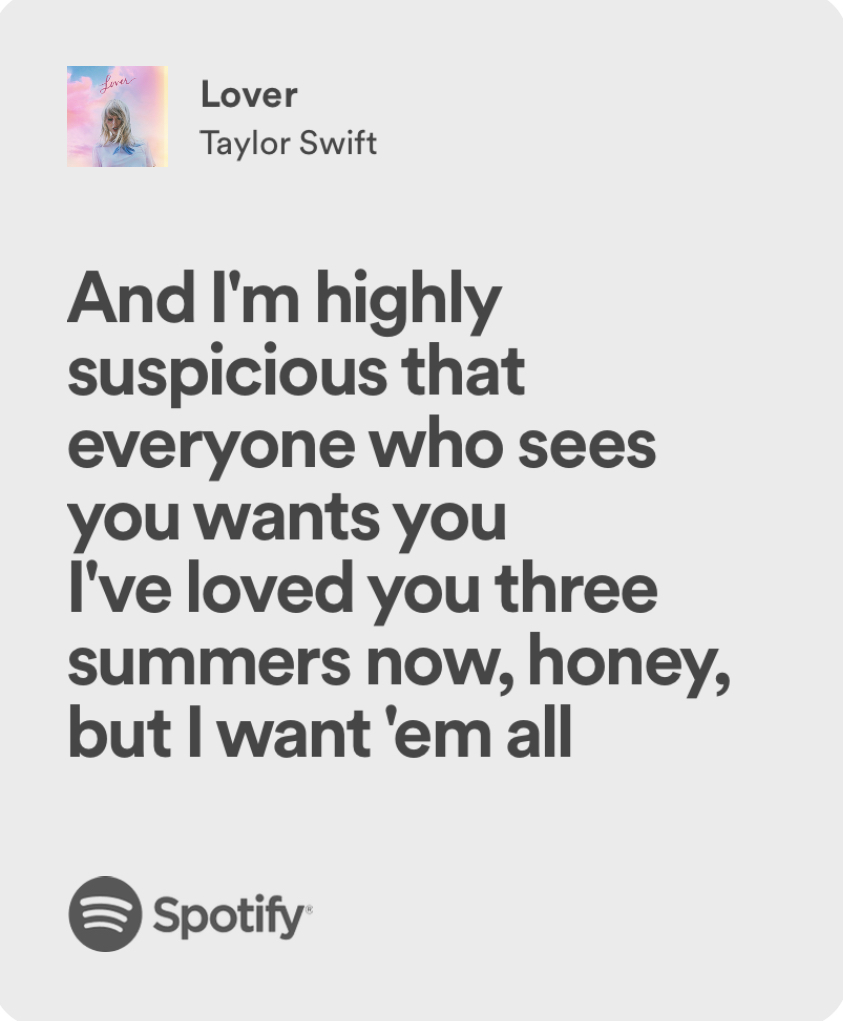 Lover
Lover
Taylor Swift
And I'm highly
suspicious that
everyone who sees
you wants you
I've loved you three
summers now, honey,
but I want 'em all
Spotify®